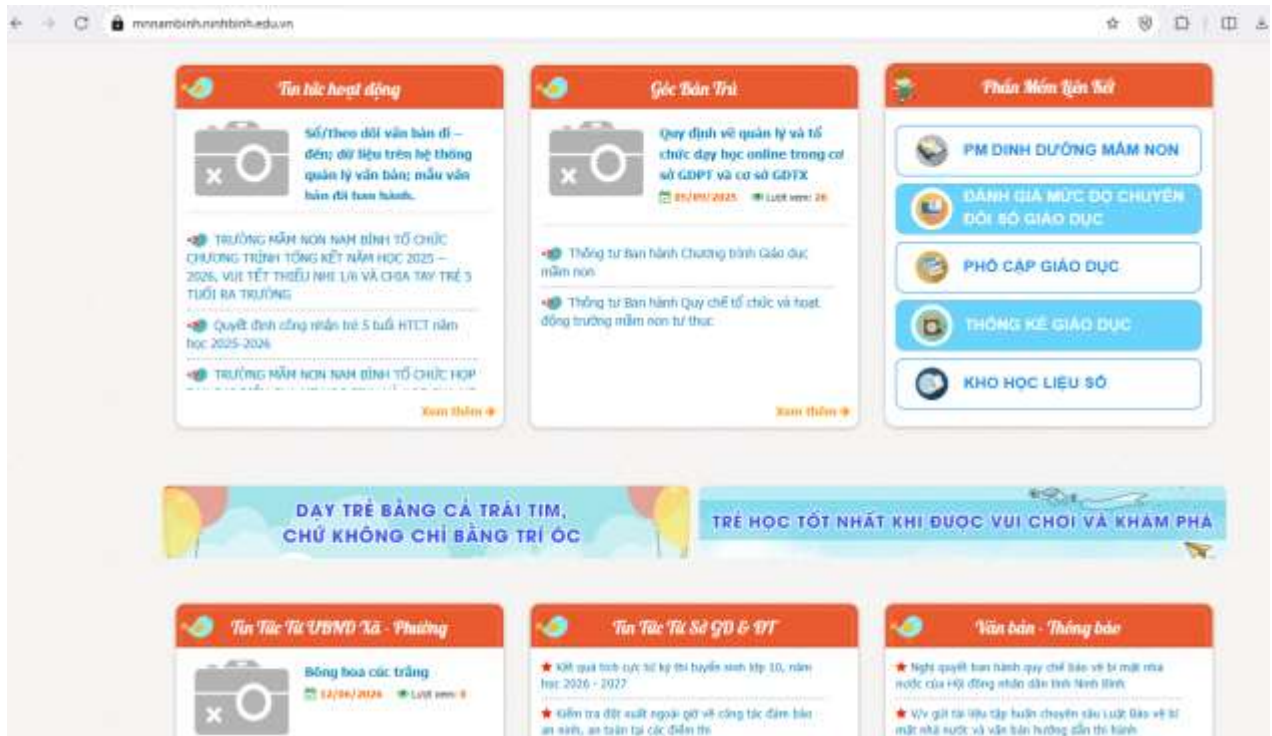 mnnambinh.ninhbinh.edu.vn
Tin tức hoạt động
Sổ/Theo dõi văn bản đi –
đến; dữ liệu trên hệ thống
quản lý văn bản; mẫu văn
bản đã ban hành.
TRƯỜNG MẦM NON NAM BÌNH TỔ CHỨC
CHƯƠNG TRÌNH TỔNG KẾT NĂM HỌC 2025 –
2026, VUI TẾT THIẾU NHI 1/6 VÀ CHIA TAY TRẺ 5
TUỔI RA TRƯỜNG
Quyết định công nhận trẻ 5 tuổi HTCT năm
học 2025-2026
TRƯỜNG MẦM NON NAM BÌNH TỔ CHỨC HỌP
Xem thêm
Góc Bán Trú
Quy định về quản lý và tổ
chức dạy học online trong cơ
sở GDPT và cơ sở GDTX
05/09/2025 Lượt xem: 26
Thông tư Ban hành Chương trình Giáo dục
mầm non
Thông tư Ban hành Quy chế tổ chức và hoạt
động trường mầm non tư thục
Xem thêm
Phần Mềm Liên Kết
PM DINH DƯỠNG MẦM NON
ĐÁNH GIÁ MỨC DỘ CHUYỂN
ĐỔI SỐ GIÁO DỤC
PHỔ CẬP GIÁO DỤC
THỐNG KÊ GIÁO DỤC
KHO HỌC LIỆU SỐ
DẠY TRẺ BẰNG CẢ TRÁI TIM,
CHỨ KHÔNG CHỈ BẰNG TRÍ ÓC
TRẺ HỌC TỐT NHẤT KHI ĐƯỢC VUI CHƠI VÀ KHÁM PHÁ
Tin Tức Từ UBND Xã - Phường
Bông hoa cúc trắng
12/06/2026 Lượt xem: 8
Tin Tức Từ Sở GD & ĐT
Kết quả tích cực từ kỳ thi tuyển sinh lớp 10, năm
học 2026 - 2027
Kiểm tra đột xuất ngoài giờ về công tác đảm bảo
an ninh, an toàn tại các điểm thi
Văn bản - Thông báo
Nghị quyết ban hành quy chế bảo vệ bí mật nhà
nước của Hội đồng nhân dân tỉnh Ninh Bình
V/v gửi tài liệu tập huấn chuyên sâu Luật Bảo vệ bí
mật nhà nước và văn bản hướng dẫn thi hành